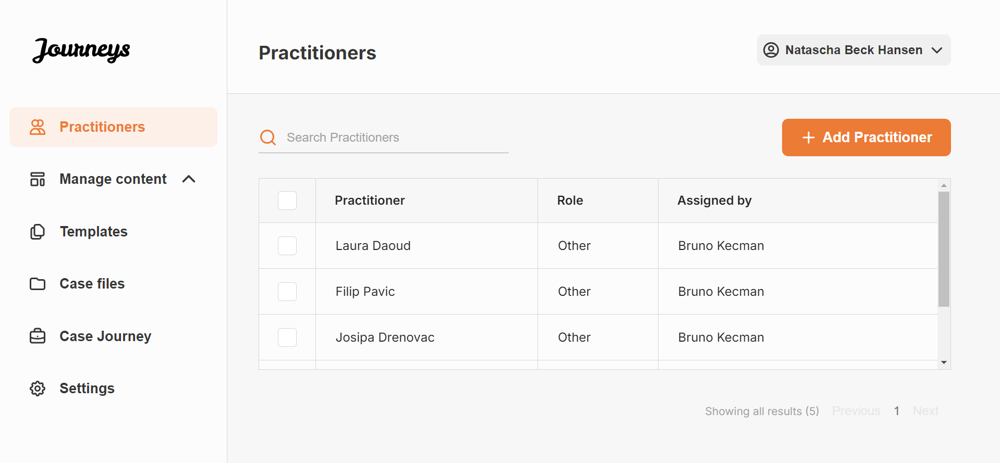 Journeys
Practitioners
Natascha Beck Hansen
Practitioners
Manage content
Templates
Case files
Case Journey
Settings
Search Practitioners
Add Practitioner
Practitioner Role Assigned by
Laura Daoud Other Bruno Kecman
Filip Pavic Other Bruno Kecman
Josipa Drenovac Other Bruno Kecman
Showing all results (5) Previous 1 Next